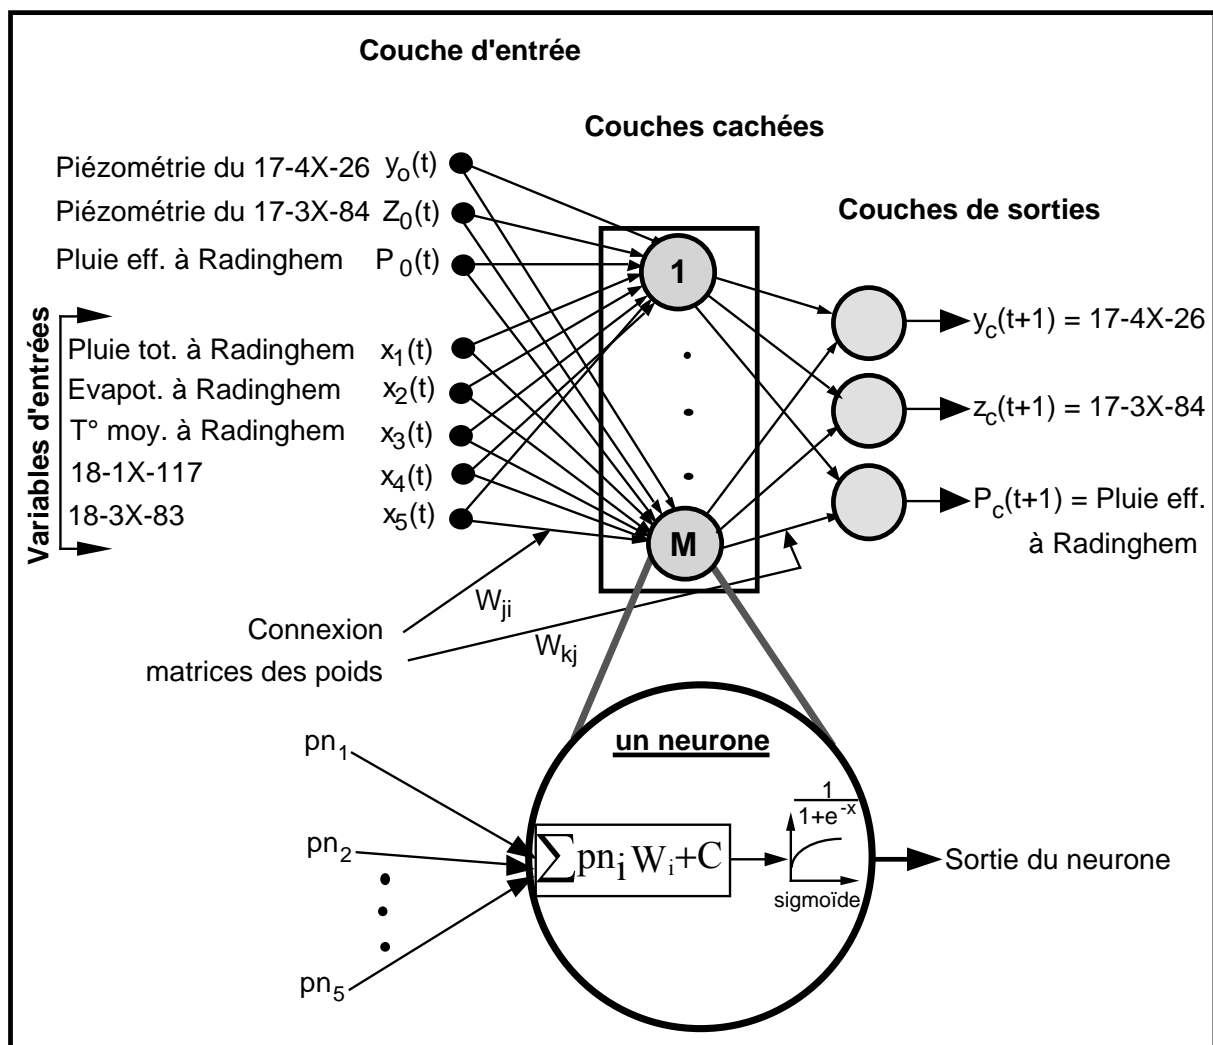 Couche d'entrée
Couches cachées
Couches de sorties
Piézométrie du 17-4X-26 yo(t)
Piézométrie du 17-3X-84 Z0(t)
Pluie eff. à Radinghem P0(t)
Variables d'entrées
Pluie tot. à Radinghem x1(t)
Evapot. à Radinghem x2(t)
T° moy. à Radinghem x3(t)
18-1X-117 x4(t)
18-3X-83 x5(t)
1
M
yc(t+1) = 17-4X-26
zc(t+1) = 17-3X-84
Pc(t+1) = Pluie eff.
à Radinghem
Wji
Wkj
Connexion
matrices des poids
un neurone
pn1
pn2
pn5
∑pniWi+C
1
1+e-x
sigmoïde
Sortie du neurone